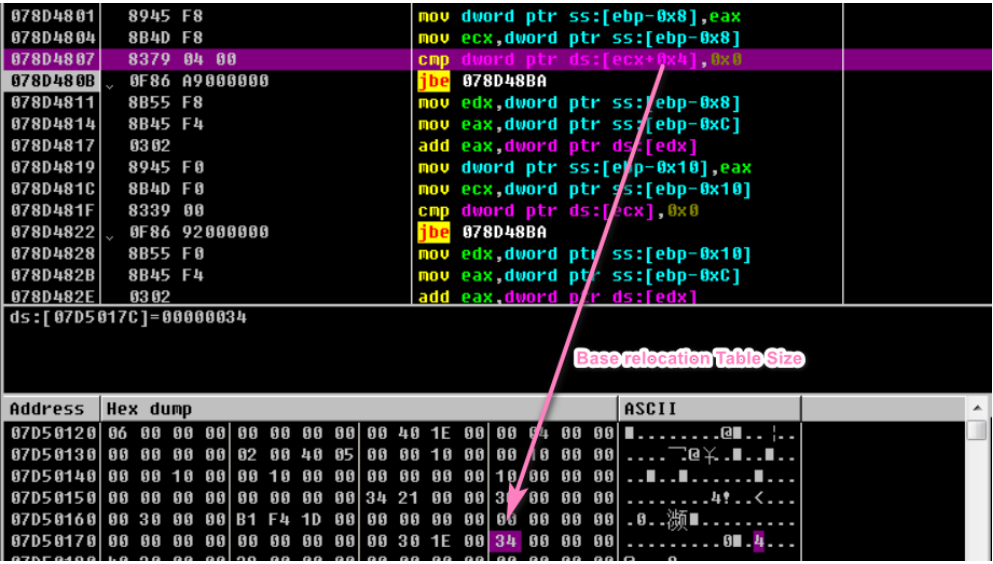 078D4801 8945 F8 mov dword ptr ss:[ebp-0x8],eax
078D4804 8B4D F8 mov ecx,dword ptr ss:[ebp-0x8]
078D4807 8379 04 00 cmp dword ptr ds:[ecx+0x4],0x0
078D480B 0F86 A9000000 jbe 078D48BA
078D4811 8B55 F8 mov edx,dword ptr ss:[ebp-0x8]
078D4814 8B45 F4 mov eax,dword ptr ss:[ebp-0xC]
078D4817 0302 add eax,dword ptr ds:[edx]
078D4819 8945 F0 mov dword ptr ss:[ebp-0x10],eax
078D481C 8B4D F0 mov ecx,dword ptr ss:[ebp-0x10]
078D481F 8339 00 cmp dword ptr ds:[ecx],0x0
078D4822 0F86 92000000 jbe 078D48BA
078D4828 8B55 F0 mov edx,dword ptr ss:[ebp-0x10]
078D482B 8B45 F4 mov eax,dword ptr ss:[ebp-0xC]
078D482E 0302 add eax,dword ptr ds:[edx]
ds:[07D5017C]=00000034
Base relocation Table Size
Address Hex dump ASCII
07D50120 06 00 00 00 00 00 00 00 00 40 1E 00 00 04 00 00 ........@...
07D50130 00 00 00 00 02 00 40 05 00 00 10 00 00 10 00 00
07D50140 00 00 10 00 00 10 00 00 00 00 00 00 10 00 00 00
07D50150 00 00 00 00 00 00 00 00 34 21 00 00 3C 00 00 00 ........4!..<...
07D50160 00 30 00 00 B1 F4 1D 00 00 00 00 00 00 00 00 00 .0..濒
07D50170 00 00 00 00 00 00 00 00 00 30 1E 00 34 00 00 00 .........0.4...